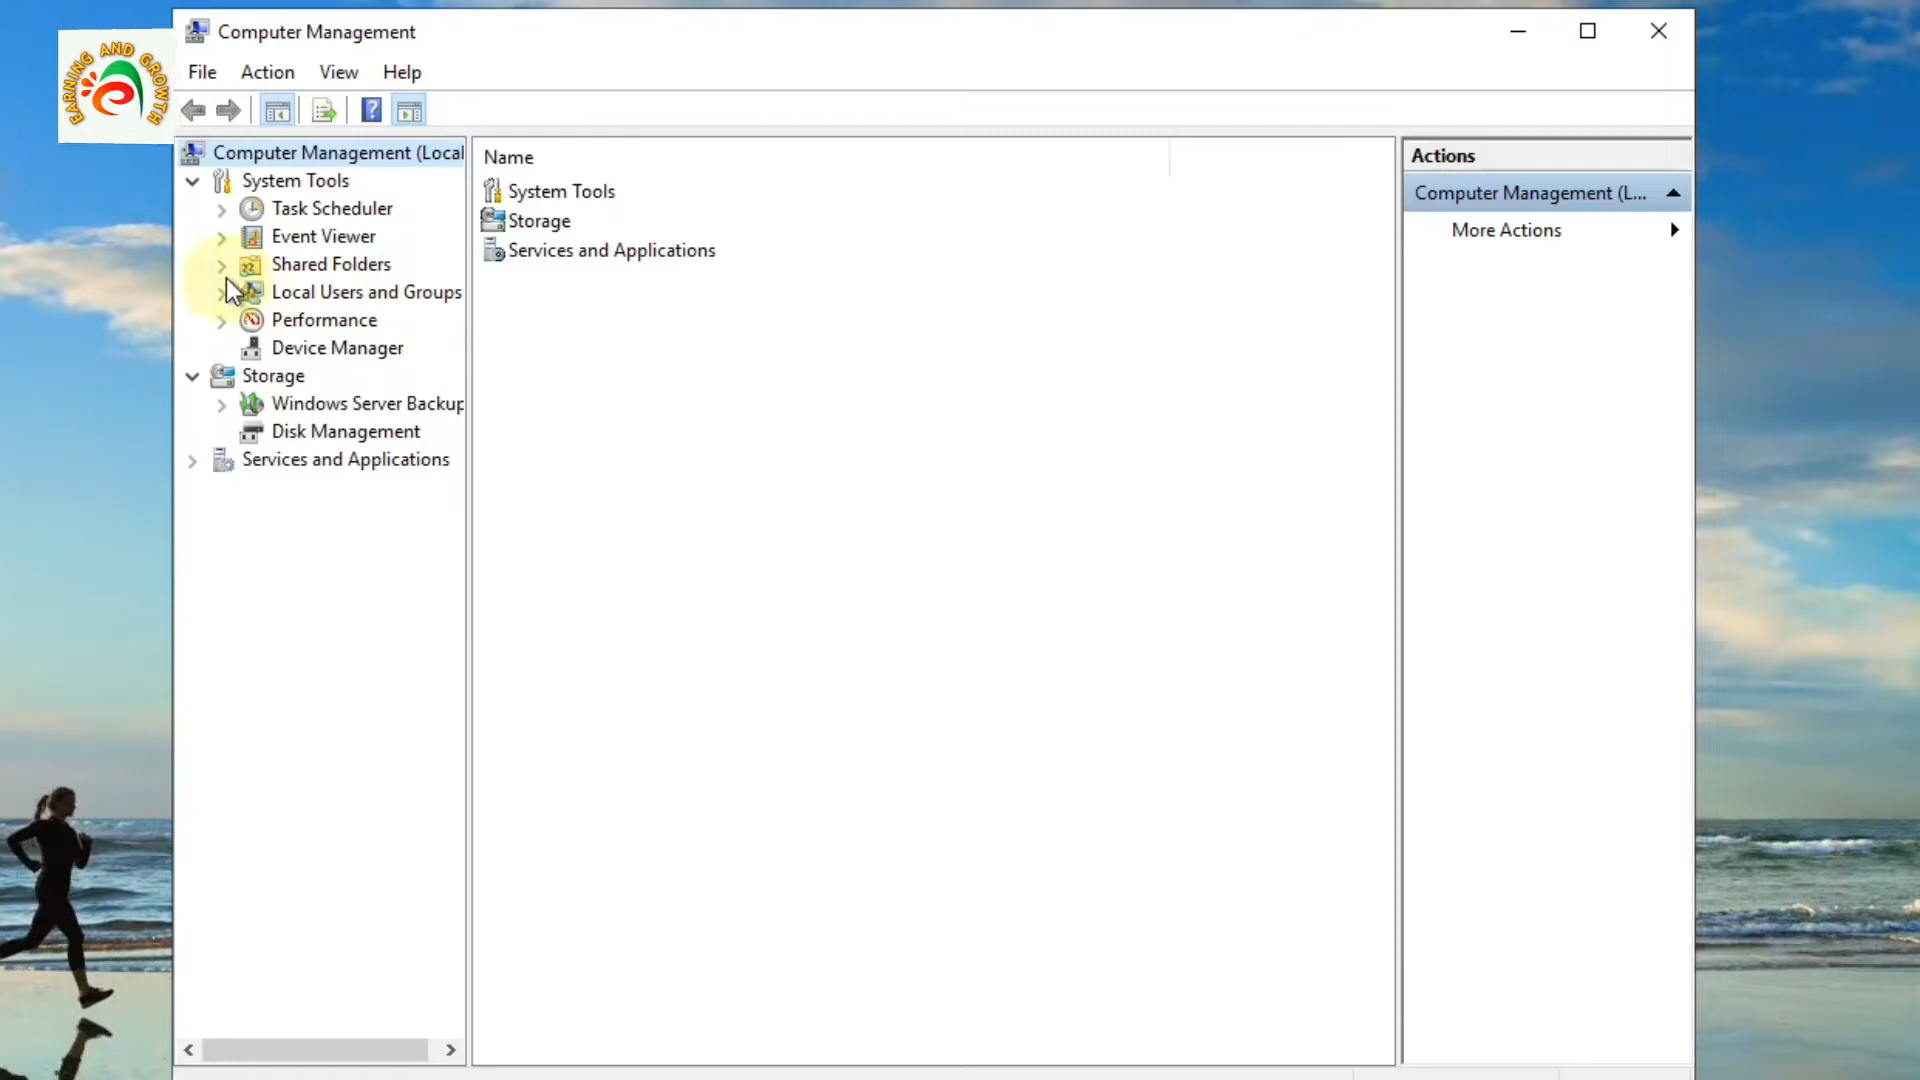 EARNING AND GROWTH
Computer Management
File Action View Help
Computer Management (Local
System Tools
Task Scheduler
Event Viewer
Shared Folders
Local Users and Groups
Performance
Device Manager
Storage
Windows Server Backup
Disk Management
Services and Applications
Name
System Tools
Storage
Services and Applications
Actions
Computer Management (L...
More Actions